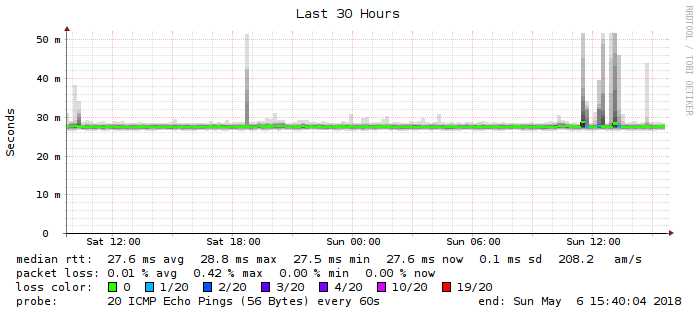 Last 30 Hours
RRDTOOL / TOBI OETIKER
Seconds
50 m
40 m
30 m
20 m
10 m
0
Sat 12:00 Sat 18:00 Sun 00:00 Sun 06:00 Sun 12:00
median rtt: 27.6 ms avg 28.8 ms max 27.5 ms min 27.6 ms now 0.1 ms sd 208.2 am/s
packet loss: 0.01 % avg 0.42 % max 0.00 % min 0.00 % now
loss color: 0 1/20 2/20 3/20 4/20 10/20 19/20
probe: 20 ICMP Echo Pings (56 Bytes) every 60s end: Sun May 6 15:40:04 2018